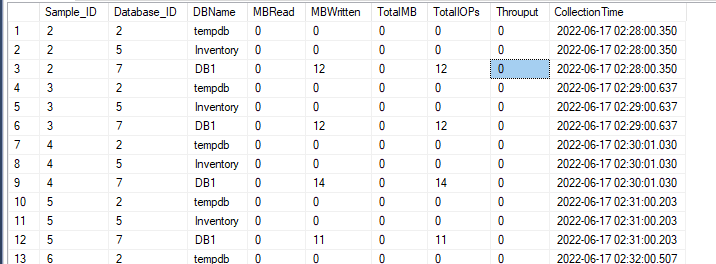 Sample_ID Database_ID DBName MBRead MBWritten TotalMB TotalIOPs Throuput CollectionTime
1 2 2 tempdb 0 0 0 0 0 2022-06-17 02:28:00.350
2 2 5 Inventory 0 0 0 0 0 2022-06-17 02:28:00.350
3 2 7 DB1 0 12 0 12 0 2022-06-17 02:28:00.350
4 3 2 tempdb 0 0 0 0 0 2022-06-17 02:29:00.637
5 3 5 Inventory 0 0 0 0 0 2022-06-17 02:29:00.637
6 3 7 DB1 0 12 0 12 0 2022-06-17 02:29:00.637
7 4 2 tempdb 0 0 0 0 0 2022-06-17 02:30:01.030
8 4 5 Inventory 0 0 0 0 0 2022-06-17 02:30:01.030
9 4 7 DB1 0 14 0 14 0 2022-06-17 02:30:01.030
10 5 2 tempdb 0 0 0 0 0 2022-06-17 02:31:00.203
11 5 5 Inventory 0 0 0 0 0 2022-06-17 02:31:00.203
12 5 7 DB1 0 11 0 11 0 2022-06-17 02:31:00.203
13 6 2 tempdb 0 0 0 0 0 2022-06-17 02:32:00.507